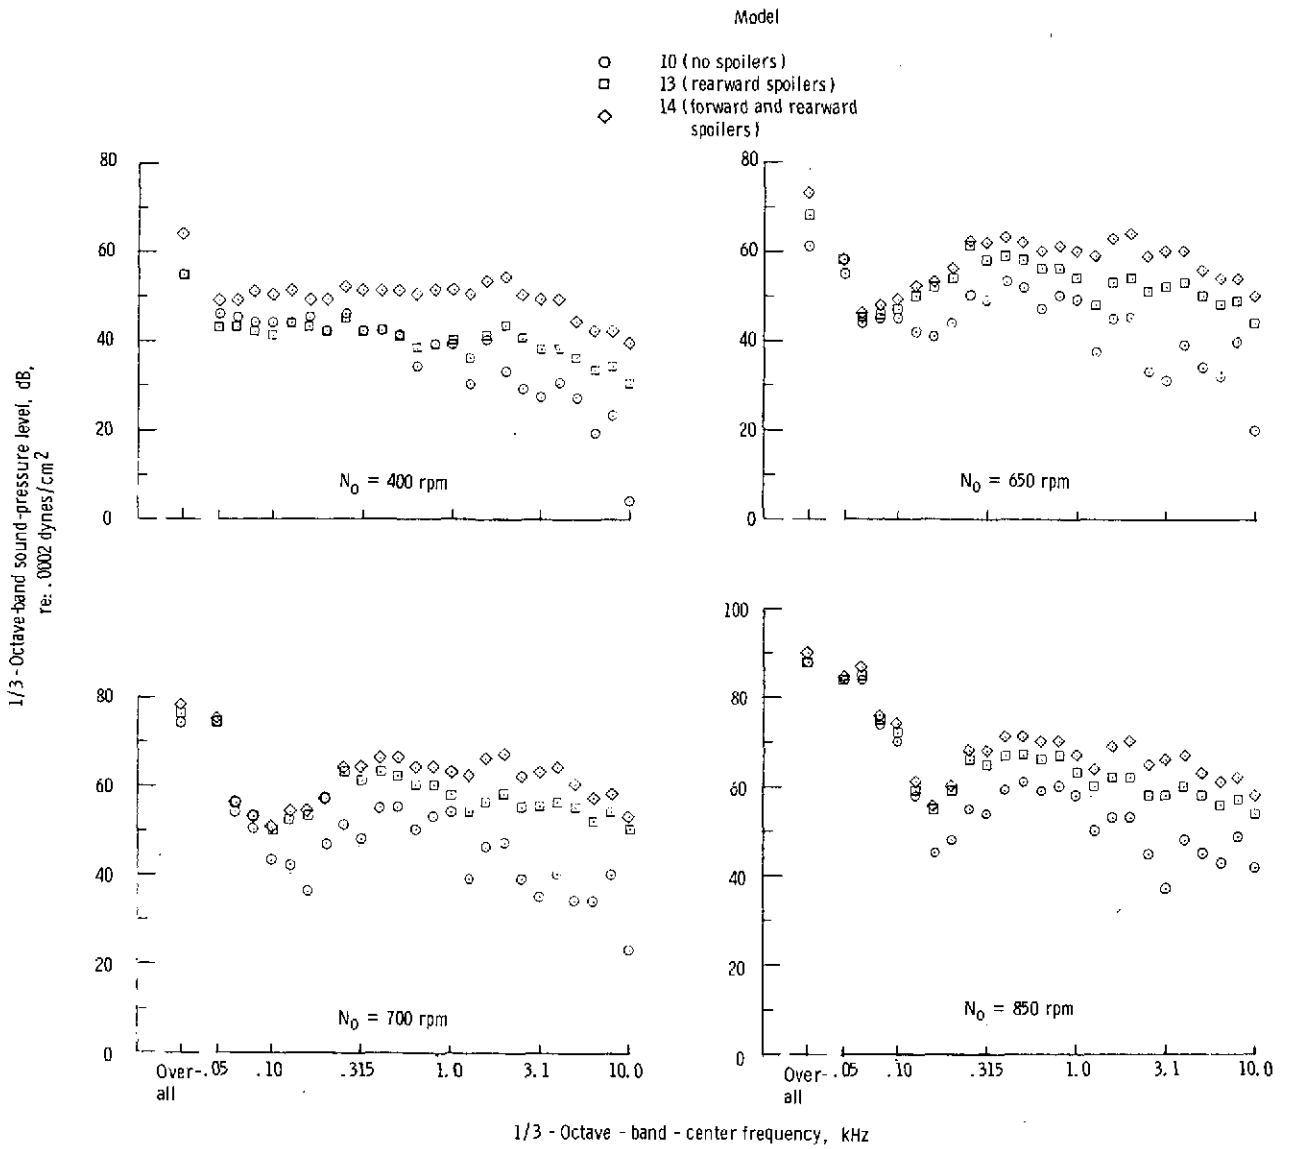 Model
10 (no spoilers)
13 (rearward spoilers)
14 (forward and rearward
spoilers)
1/3 - Octave-band sound-pressure level, dB,
re: .0002 dynes/cm2
80
60
40
20
0
N0 = 400 rpm
80
60
40
20
0
N0 = 650 rpm
80
60
40
20
0
N0 = 700 rpm
Over-
all
.05
.10
.315
1.0
3.1
10.0
100
80
60
40
20
0
N0 = 850 rpm
Over-
all
.05
.10
.315
1.0
3.1
10.0
1/3 - Octave - band - center frequency, kHz